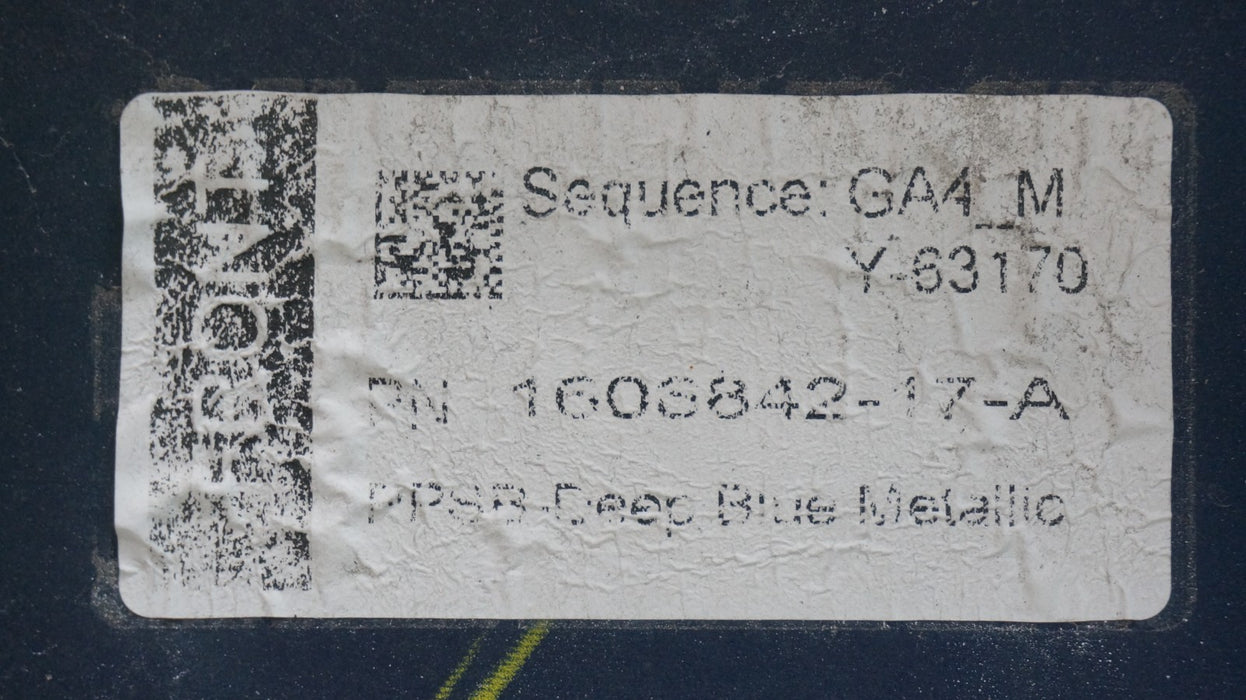 FRONT
Sequence: GA4_M
Y-63170
PN 1606842-17-A
PPSB-Deep Blue Metallic